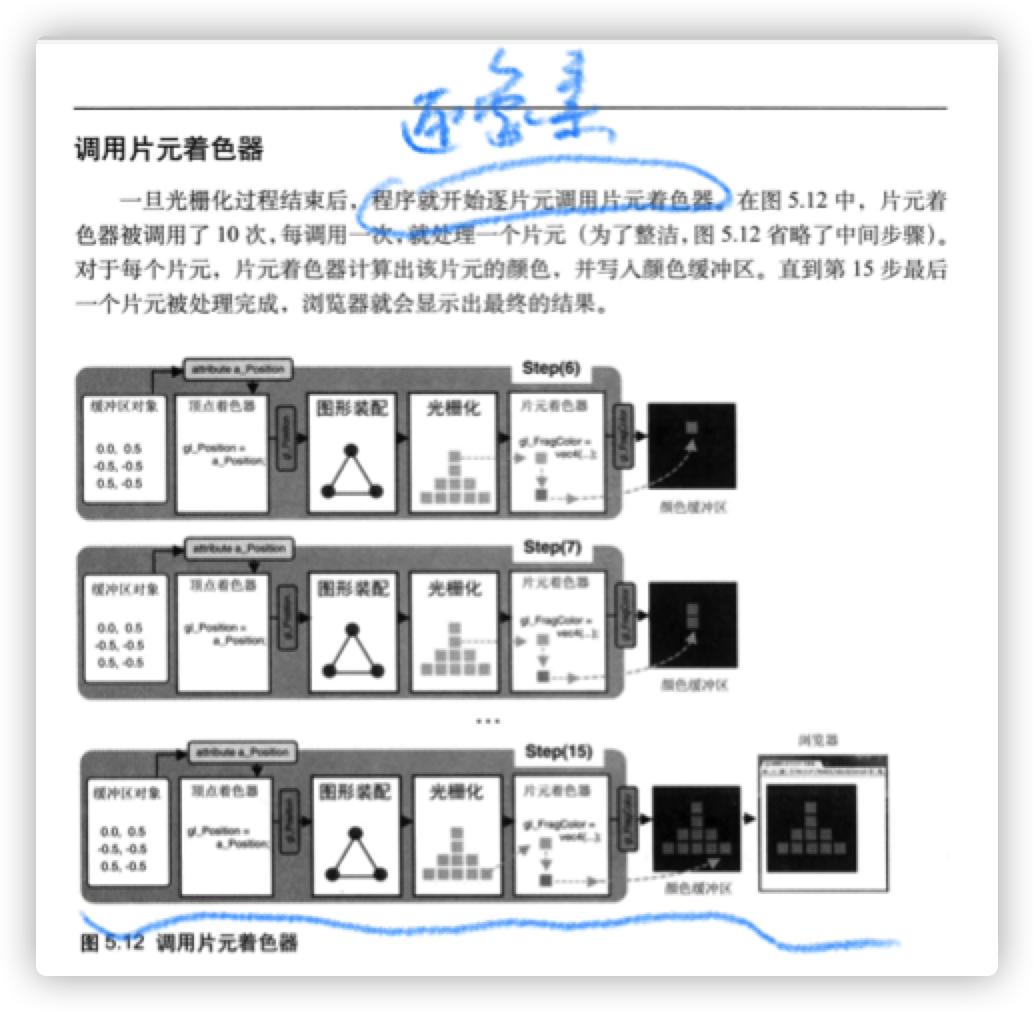 逐像素
调用片元着色器
一旦光栅化过程结束后，程序就开始逐片元调用片元着色器。在图 5.12 中，片元着
色器被调用了 10 次，每调用一次，就处理一个片元（为了整洁，图 5.12 省略了中间步骤）。
对于每个片元，片元着色器计算出该片元的颜色，并写入颜色缓冲区。直到第 15 步最后
一个片元被处理完成，浏览器就会显示出最终的结果。
attribute a_Position
Step(6)
缓冲区对象
顶点着色器
图形装配
光栅化
片元着色器
0.0, 0.5
-0.5, -0.5
0.5, -0.5
gl_Position =
a_Position;
gl_Position
gl_FragColor =
vec4(...);
gl_FragColor
颜色缓冲区
attribute a_Position
Step(7)
缓冲区对象
顶点着色器
图形装配
光栅化
片元着色器
0.0, 0.5
-0.5, -0.5
0.5, -0.5
gl_Position =
a_Position;
gl_Position
gl_FragColor =
vec4(...);
gl_FragColor
颜色缓冲区
...
attribute a_Position
Step(15)
浏览器
缓冲区对象
顶点着色器
图形装配
光栅化
片元着色器
0.0, 0.5
-0.5, -0.5
0.5, -0.5
gl_Position =
a_Position;
gl_Position
gl_FragColor =
vec4(...);
gl_FragColor
颜色缓冲区
图 5.12 调用片元着色器